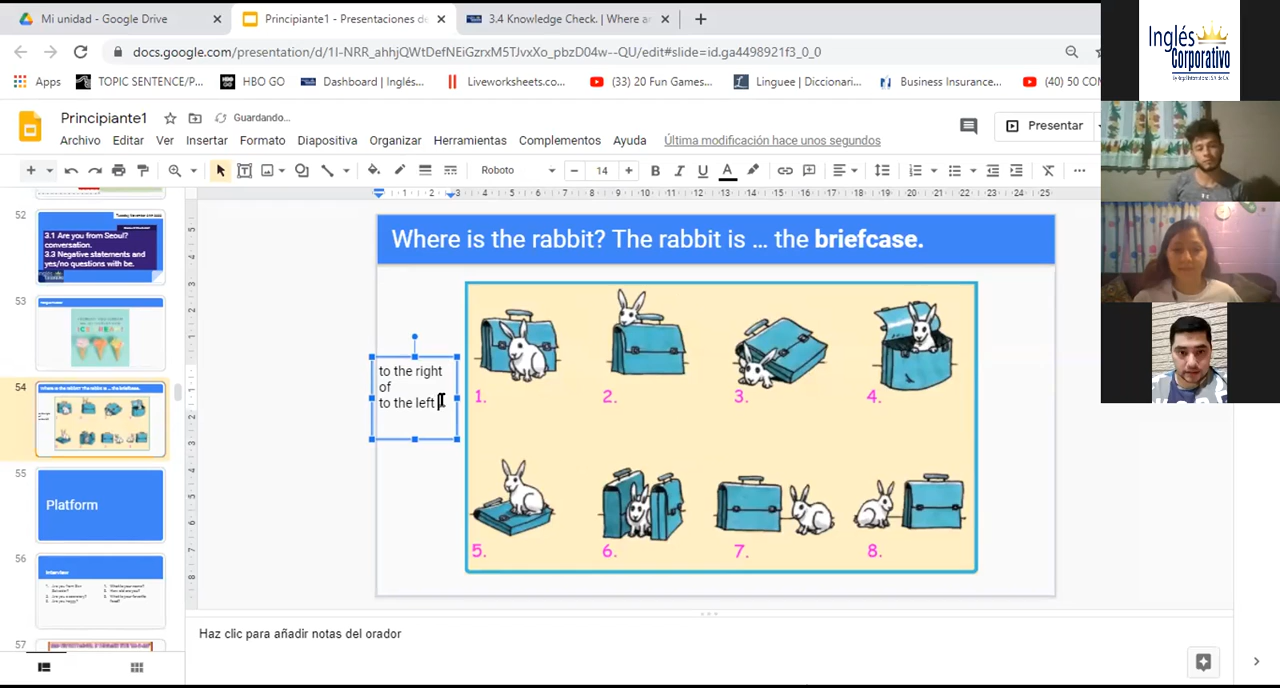 Mi unidad - Google Drive
Principiante1 - Presentaciones de
3.4 Knowledge Check. | Where ar
docs.google.com/presentation/d/1I-NRR_ahhjQWtDefNEiGzrxM5TJvxXo_pbzD04w--QU/edit#slide=id.ga4498921f3_0_0
Apps
TOPIC SENTENCE/P...
HBO GO
Dashboard | Inglés...
Liveworksheets.co...
(33) 20 Fun Games...
Linguee | Diccionari...
Business Insurance...
(40) 50 COM
Inglés
Corporativo
Principiante1
Guardando...
Archivo Editar Ver Insertar Formato Diapositiva Organizar Herramientas Complementos Ayuda
Última modificación hace unos segundos
Presentar
Roboto
14
52
3.1 Are you from Seoul?
conversation.
3.3 Negative statements and
yes/no questions with be.
53
54
55
Platform
56
Interview
57
Where is the rabbit? The rabbit is ... the briefcase.
to the right
of
to the left
1.
2.
3.
4.
5.
6.
7.
8.
Haz clic para añadir notas del orador